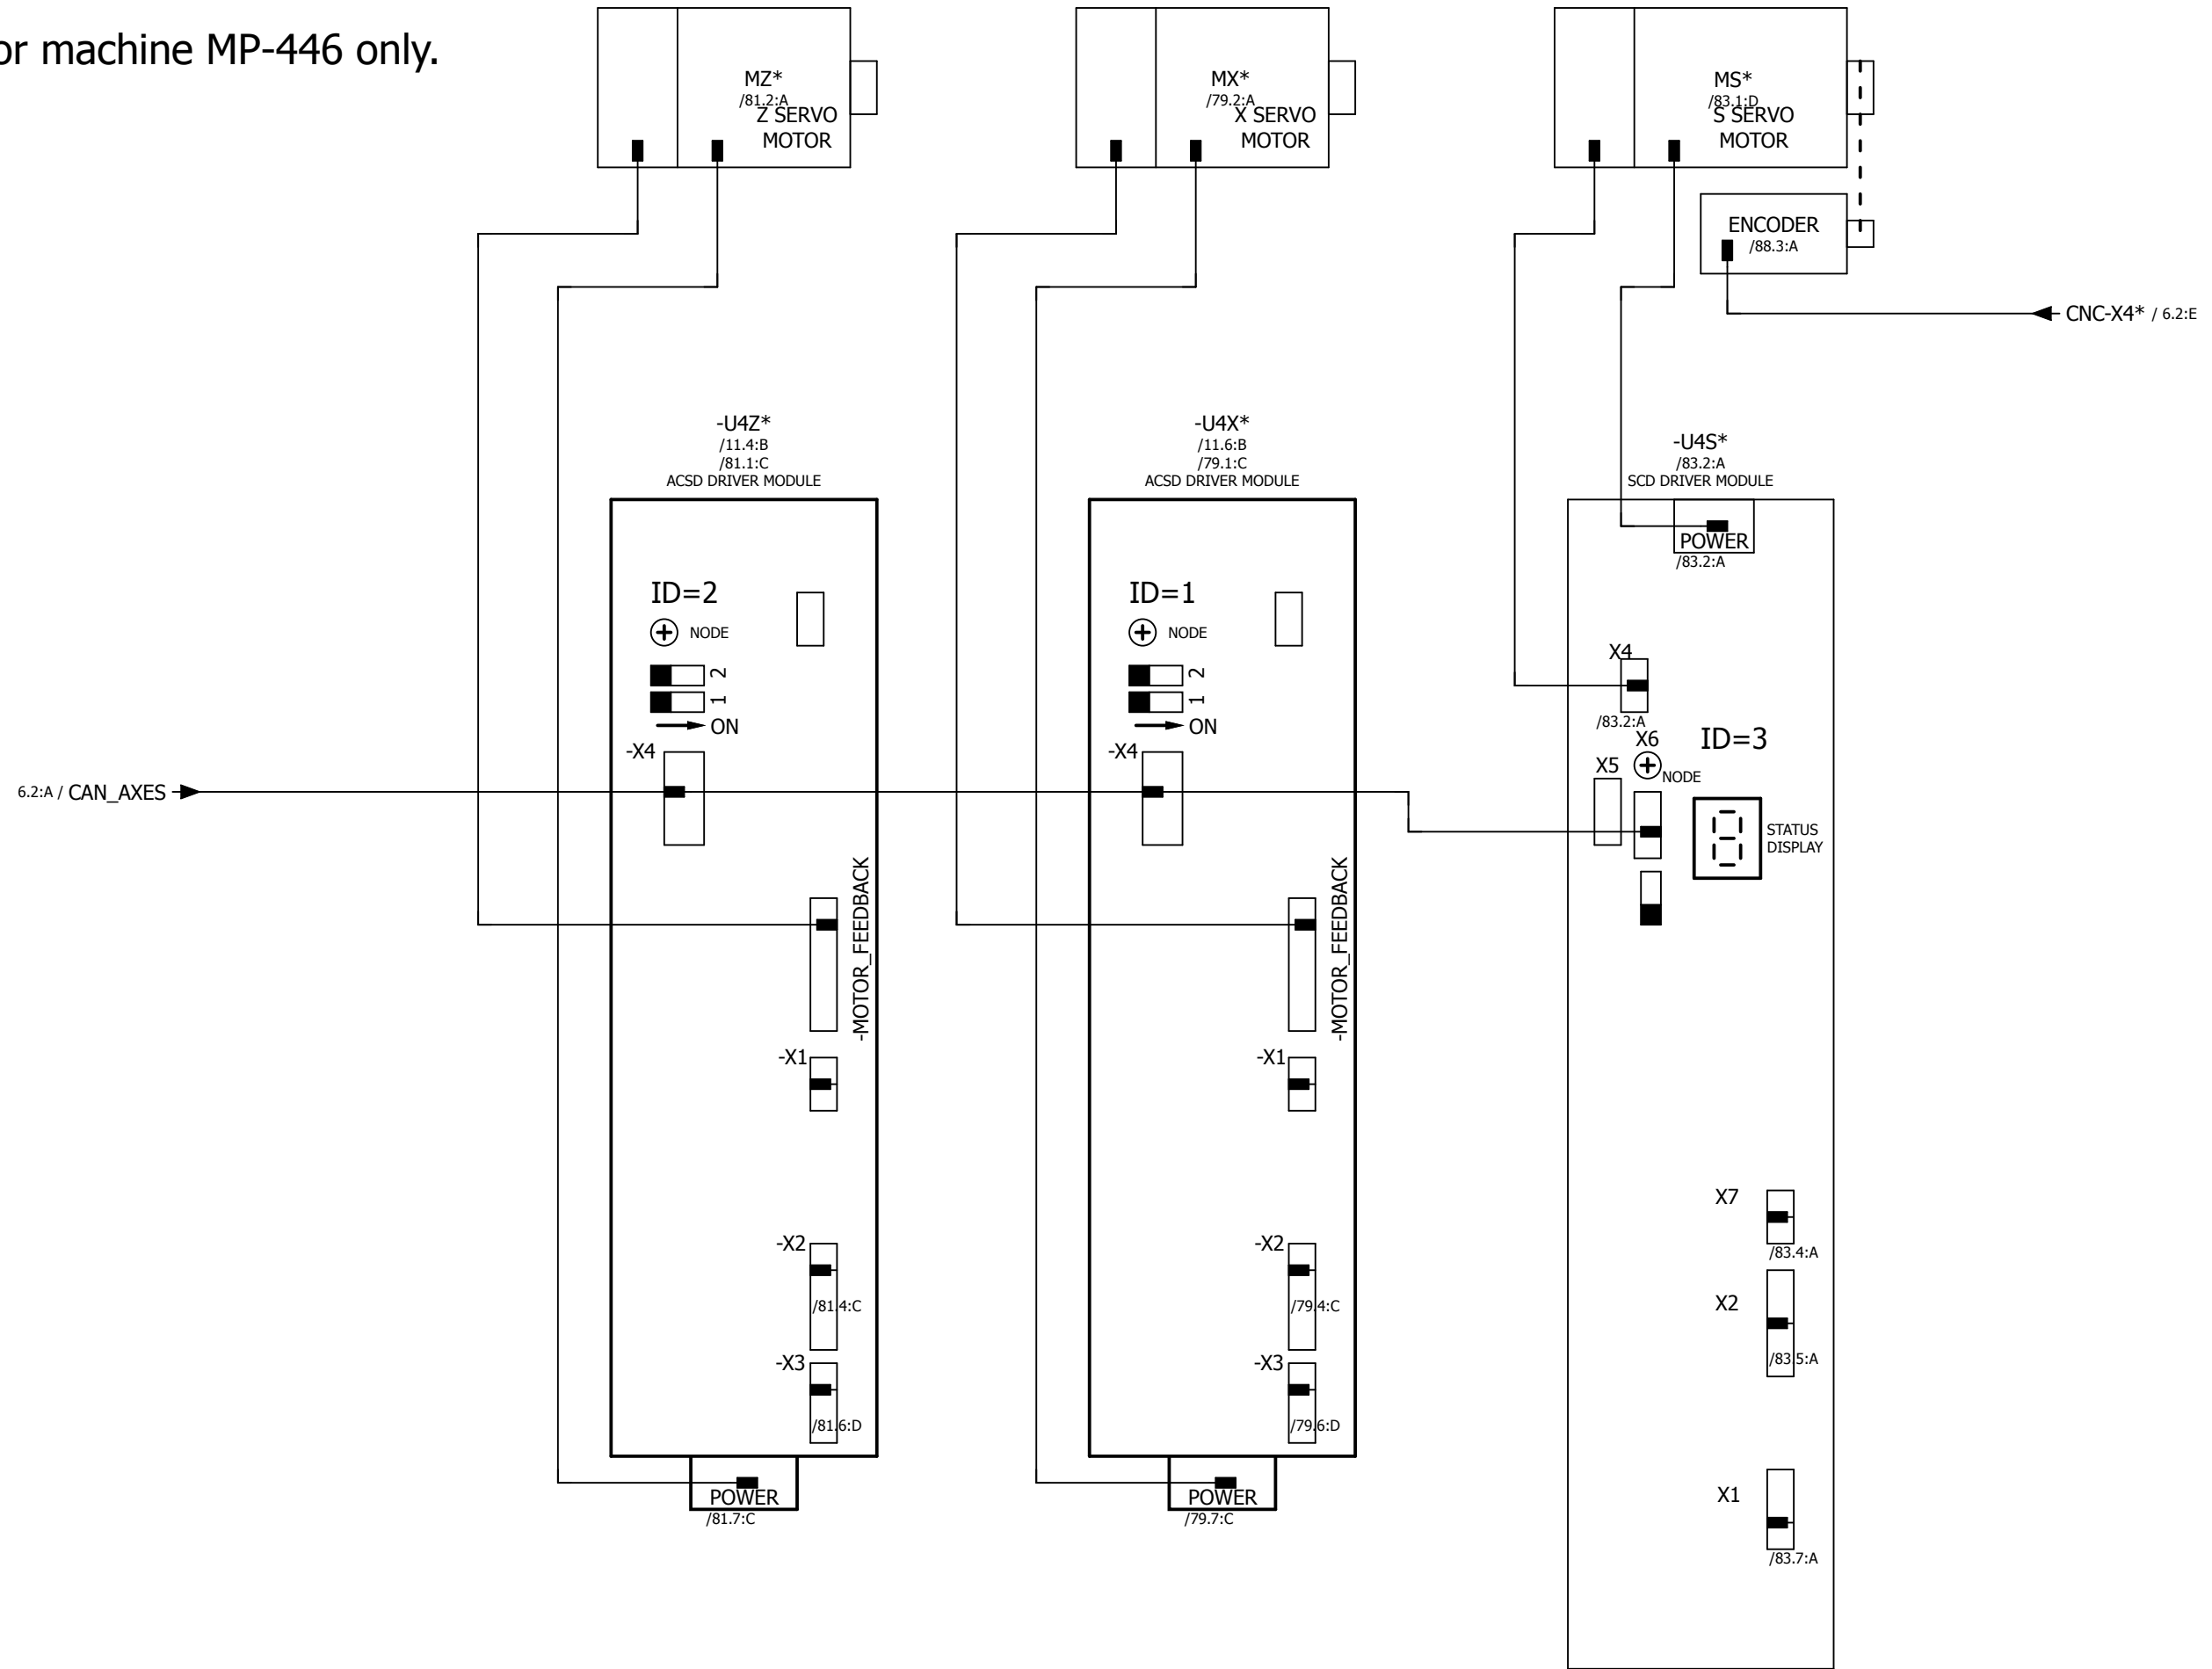 or machine MP-446 only.
MZ*
/81.2:A
Z SERVO
MOTOR
MX*
/79.2:A
X SERVO
MOTOR
MS*
/83.1:D
S SERVO
MOTOR
ENCODER
/88.3:A
CNC-X4* / 6.2:E
-U4Z*
/11.4:B
/81.1:C
ACSD DRIVER MODULE
-U4X*
/11.6:B
/79.1:C
ACSD DRIVER MODULE
-U4S*
/83.2:A
SCD DRIVER MODULE
POWER
/83.2:A
ID=2
NODE
2
1
ON
-X4
ID=1
NODE
2
1
ON
-X4
X4
/83.2:A
X6
ID=3
X5
NODE
STATUS
DISPLAY
6.2:A / CAN_AXES
-MOTOR_FEEDBACK
-X1
-X2
/81.4:C
-X3
/81.6:D
POWER
/81.7:C
-MOTOR_FEEDBACK
-X1
-X2
/79.4:C
-X3
/79.6:D
POWER
/79.7:C
X7
/83.4:A
X2
/83.5:A
X1
/83.7:A